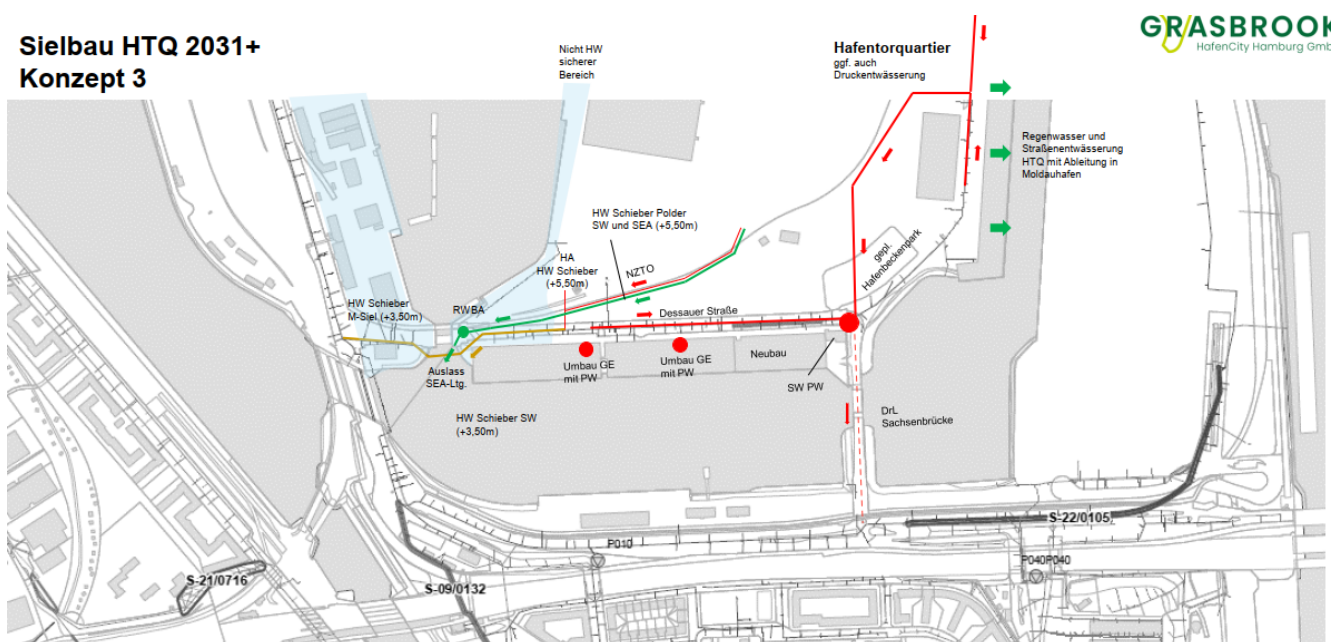 Sielbau HTQ 2031+
Konzept 3
Nicht HW
sicherer
Bereich
Hafentorquartier
ggf. auch
Druckentwässerung
GRASBROOK
HafenCity Hamburg Gmb
Regenwasser und
Straßenentwässerung
HTQ mit Ableitung in
Moldauhafen
HW Schieber Polder
SW und SEA (+5,50m)
gepl.
Hafenbeckenpark
HA
HW Schieber
(+5,50m)
NZTO
HW Schieber
M-Siel (+3,50m)
RWBA
Dessauer Straße
Auslass
SEA-Ltg.
Umbau GE
mit PW
Umbau GE
mit PW
Neubau
SW PW
HW Schieber SW
(+3,50m)
DrL
Sachsenbrücke
S-22/0105
P010
P040P040
S-21/0716
S-09/0132